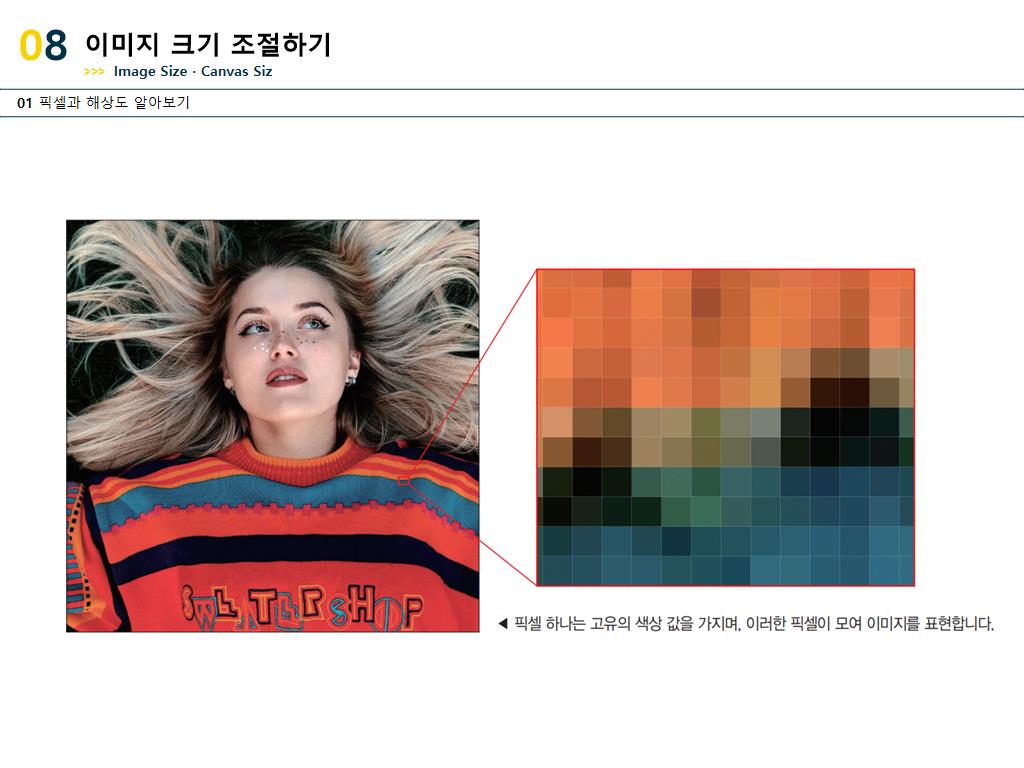 08 이미지 크기 조절하기
>>> Image Size · Canvas Siz
01 픽셀과 해상도 알아보기
SWEATER SHOP
◀ 픽셀 하나는 고유의 색상 값을 가지며, 이러한 픽셀이 모여 이미지를 표현합니다.